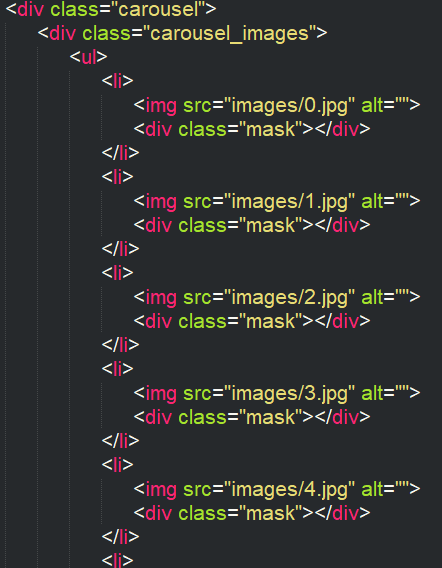 <div class="carousel">
<div class="carousel_images">
<ul>
<li>
<img src="images/0.jpg" alt="">
<div class="mask"></div>
</li>
<li>
<img src="images/1.jpg" alt="">
<div class="mask"></div>
</li>
<li>
<img src="images/2.jpg" alt="">
<div class="mask"></div>
</li>
<li>
<img src="images/3.jpg" alt="">
<div class="mask"></div>
</li>
<li>
<img src="images/4.jpg" alt="">
<div class="mask"></div>
</li>
<li>